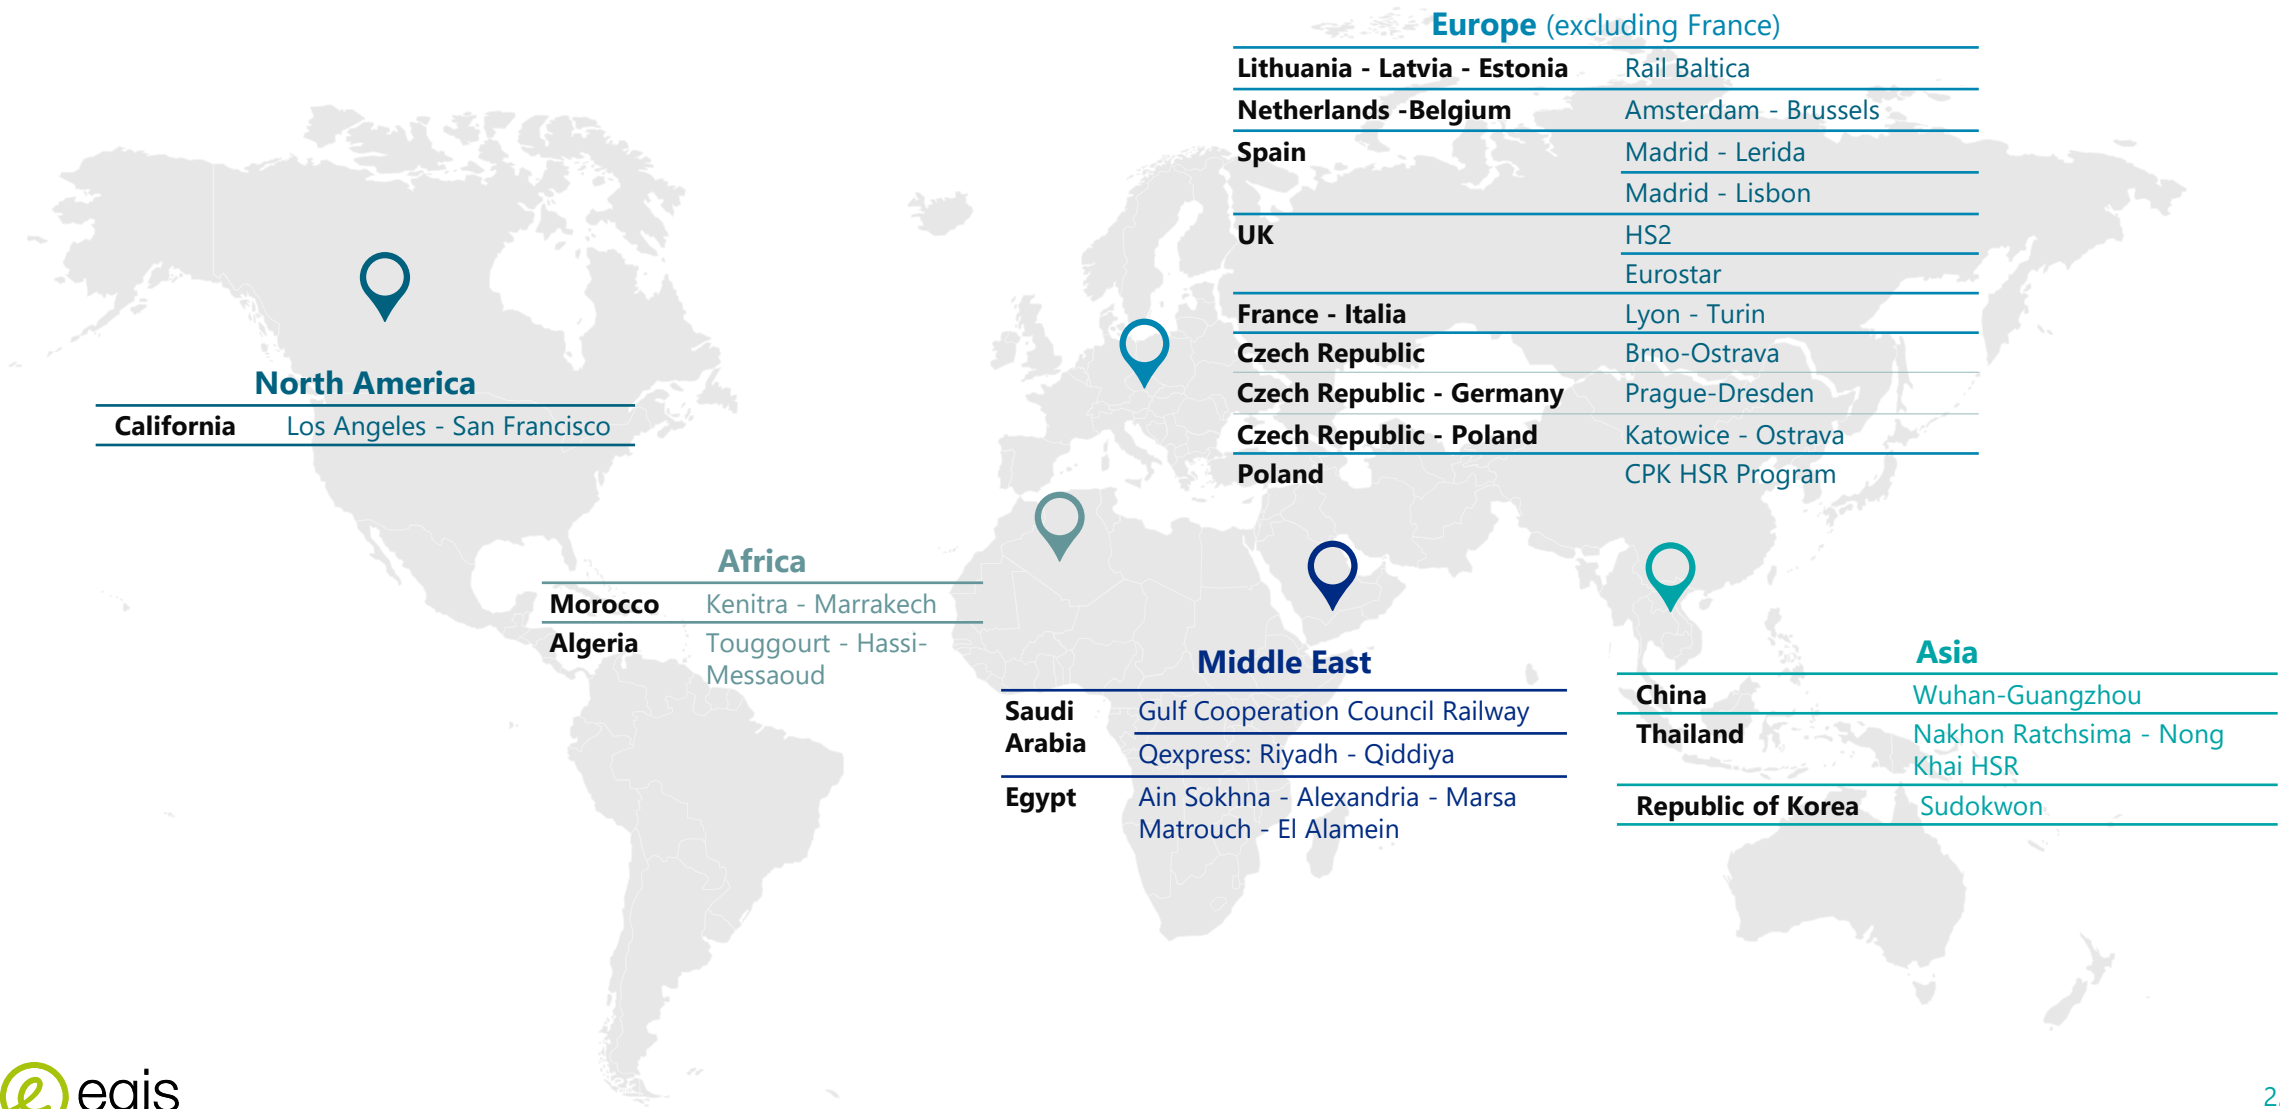 Europe (excluding France)
Lithuania - Latvia - Estonia Rail Baltica
Netherlands -Belgium Amsterdam - Brussels
Spain Madrid - Lerida
Madrid - Lisbon
UK HS2
Eurostar
France - Italia Lyon - Turin
Czech Republic Brno-Ostrava
Czech Republic - Germany Prague-Dresden
Czech Republic - Poland Katowice - Ostrava
Poland CPK HSR Program
North America
California Los Angeles - San Francisco
Africa
Morocco Kenitra - Marrakech
Algeria Touggourt - Hassi-
Messaoud
Middle East
Saudi
Arabia
Gulf Cooperation Council Railway
Qexpress: Riyadh - Qiddiya
Egypt Ain Sokhna - Alexandria - Marsa
Matrouch - El Alamein
Asia
China Wuhan-Guangzhou
Thailand Nakhon Ratchsima - Nong
Khai HSR
Republic of Korea Sudokwon
egis